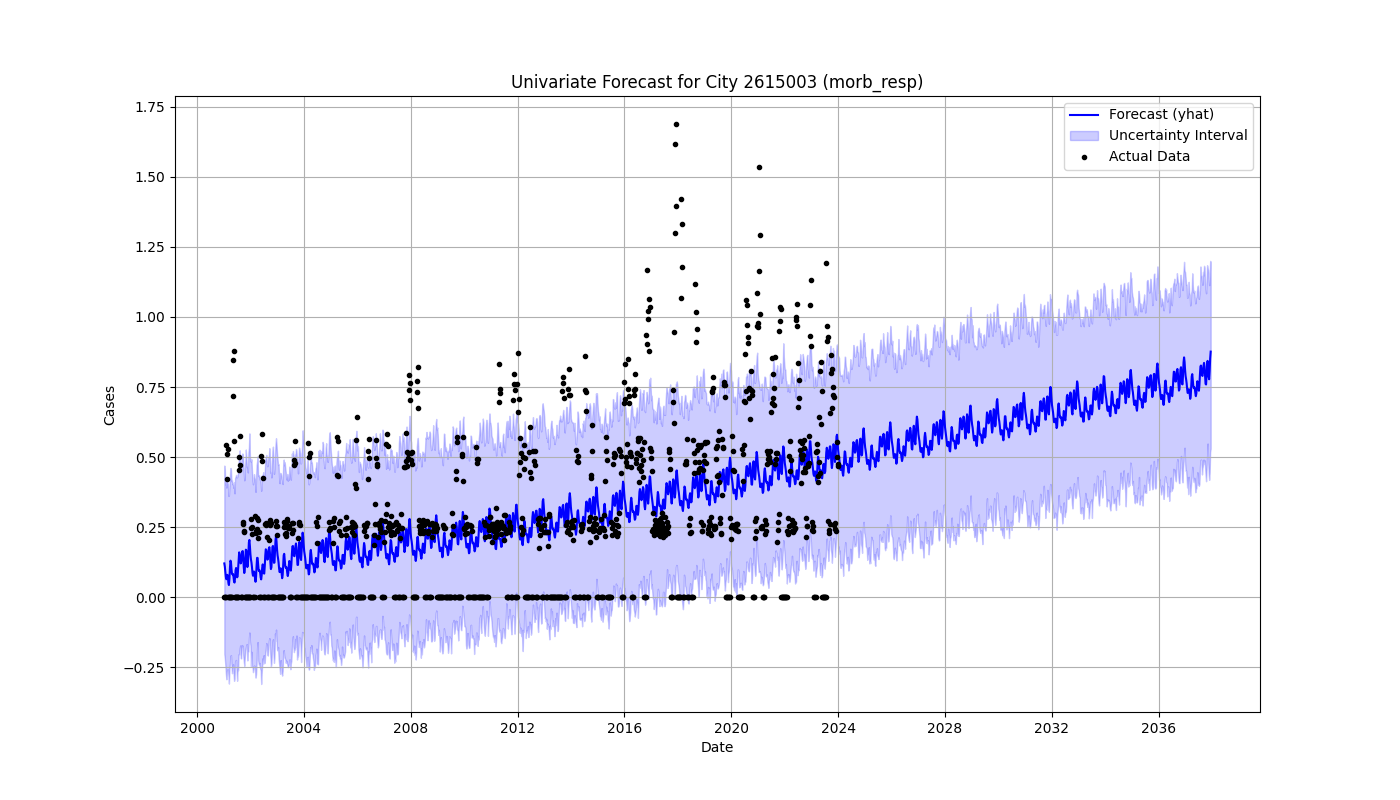 Univariate Forecast for City 2615003 (morb_resp)
Forecast (yhat)
Uncertainty Interval
Actual Data
1.75
1.50
1.25
1.00
0.75
0.50
0.25
0.00
−0.25
Cases
2000 2004 2008 2012 2016 2020 2024 2028 2032 2036
Date